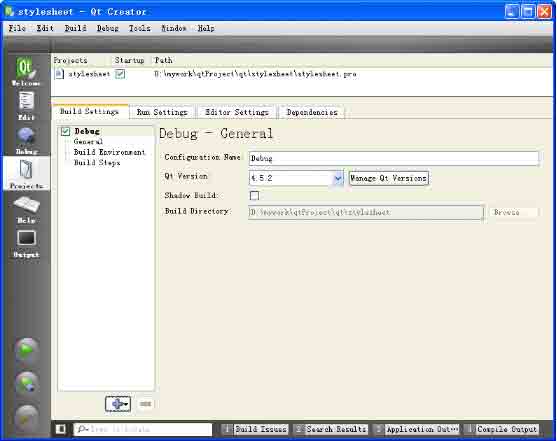 stylesheet - Qt Creator
File Edit Build Debug Tools Window Help
Projects Startup Path
stylesheet D:\mywork\qtProject\qt\stylesheet\stylesheet.pro
Qt
Welcome
Edit
Debug
Projects
Help
Output
Build Settings Run Settings Editor Settings Dependencies
Debug
General
Build Environment
Build Steps
Debug - General
Configuration Name: Debug
Qt Version: 4.5.2 Manage Qt Versions
Shadow Build:
Build Directory: D:\mywork\qtProject\qt\stylesheet Browse...
Type to locate 1 Build Issues 2 Search Results 3 Application Out... 4 Compile Output